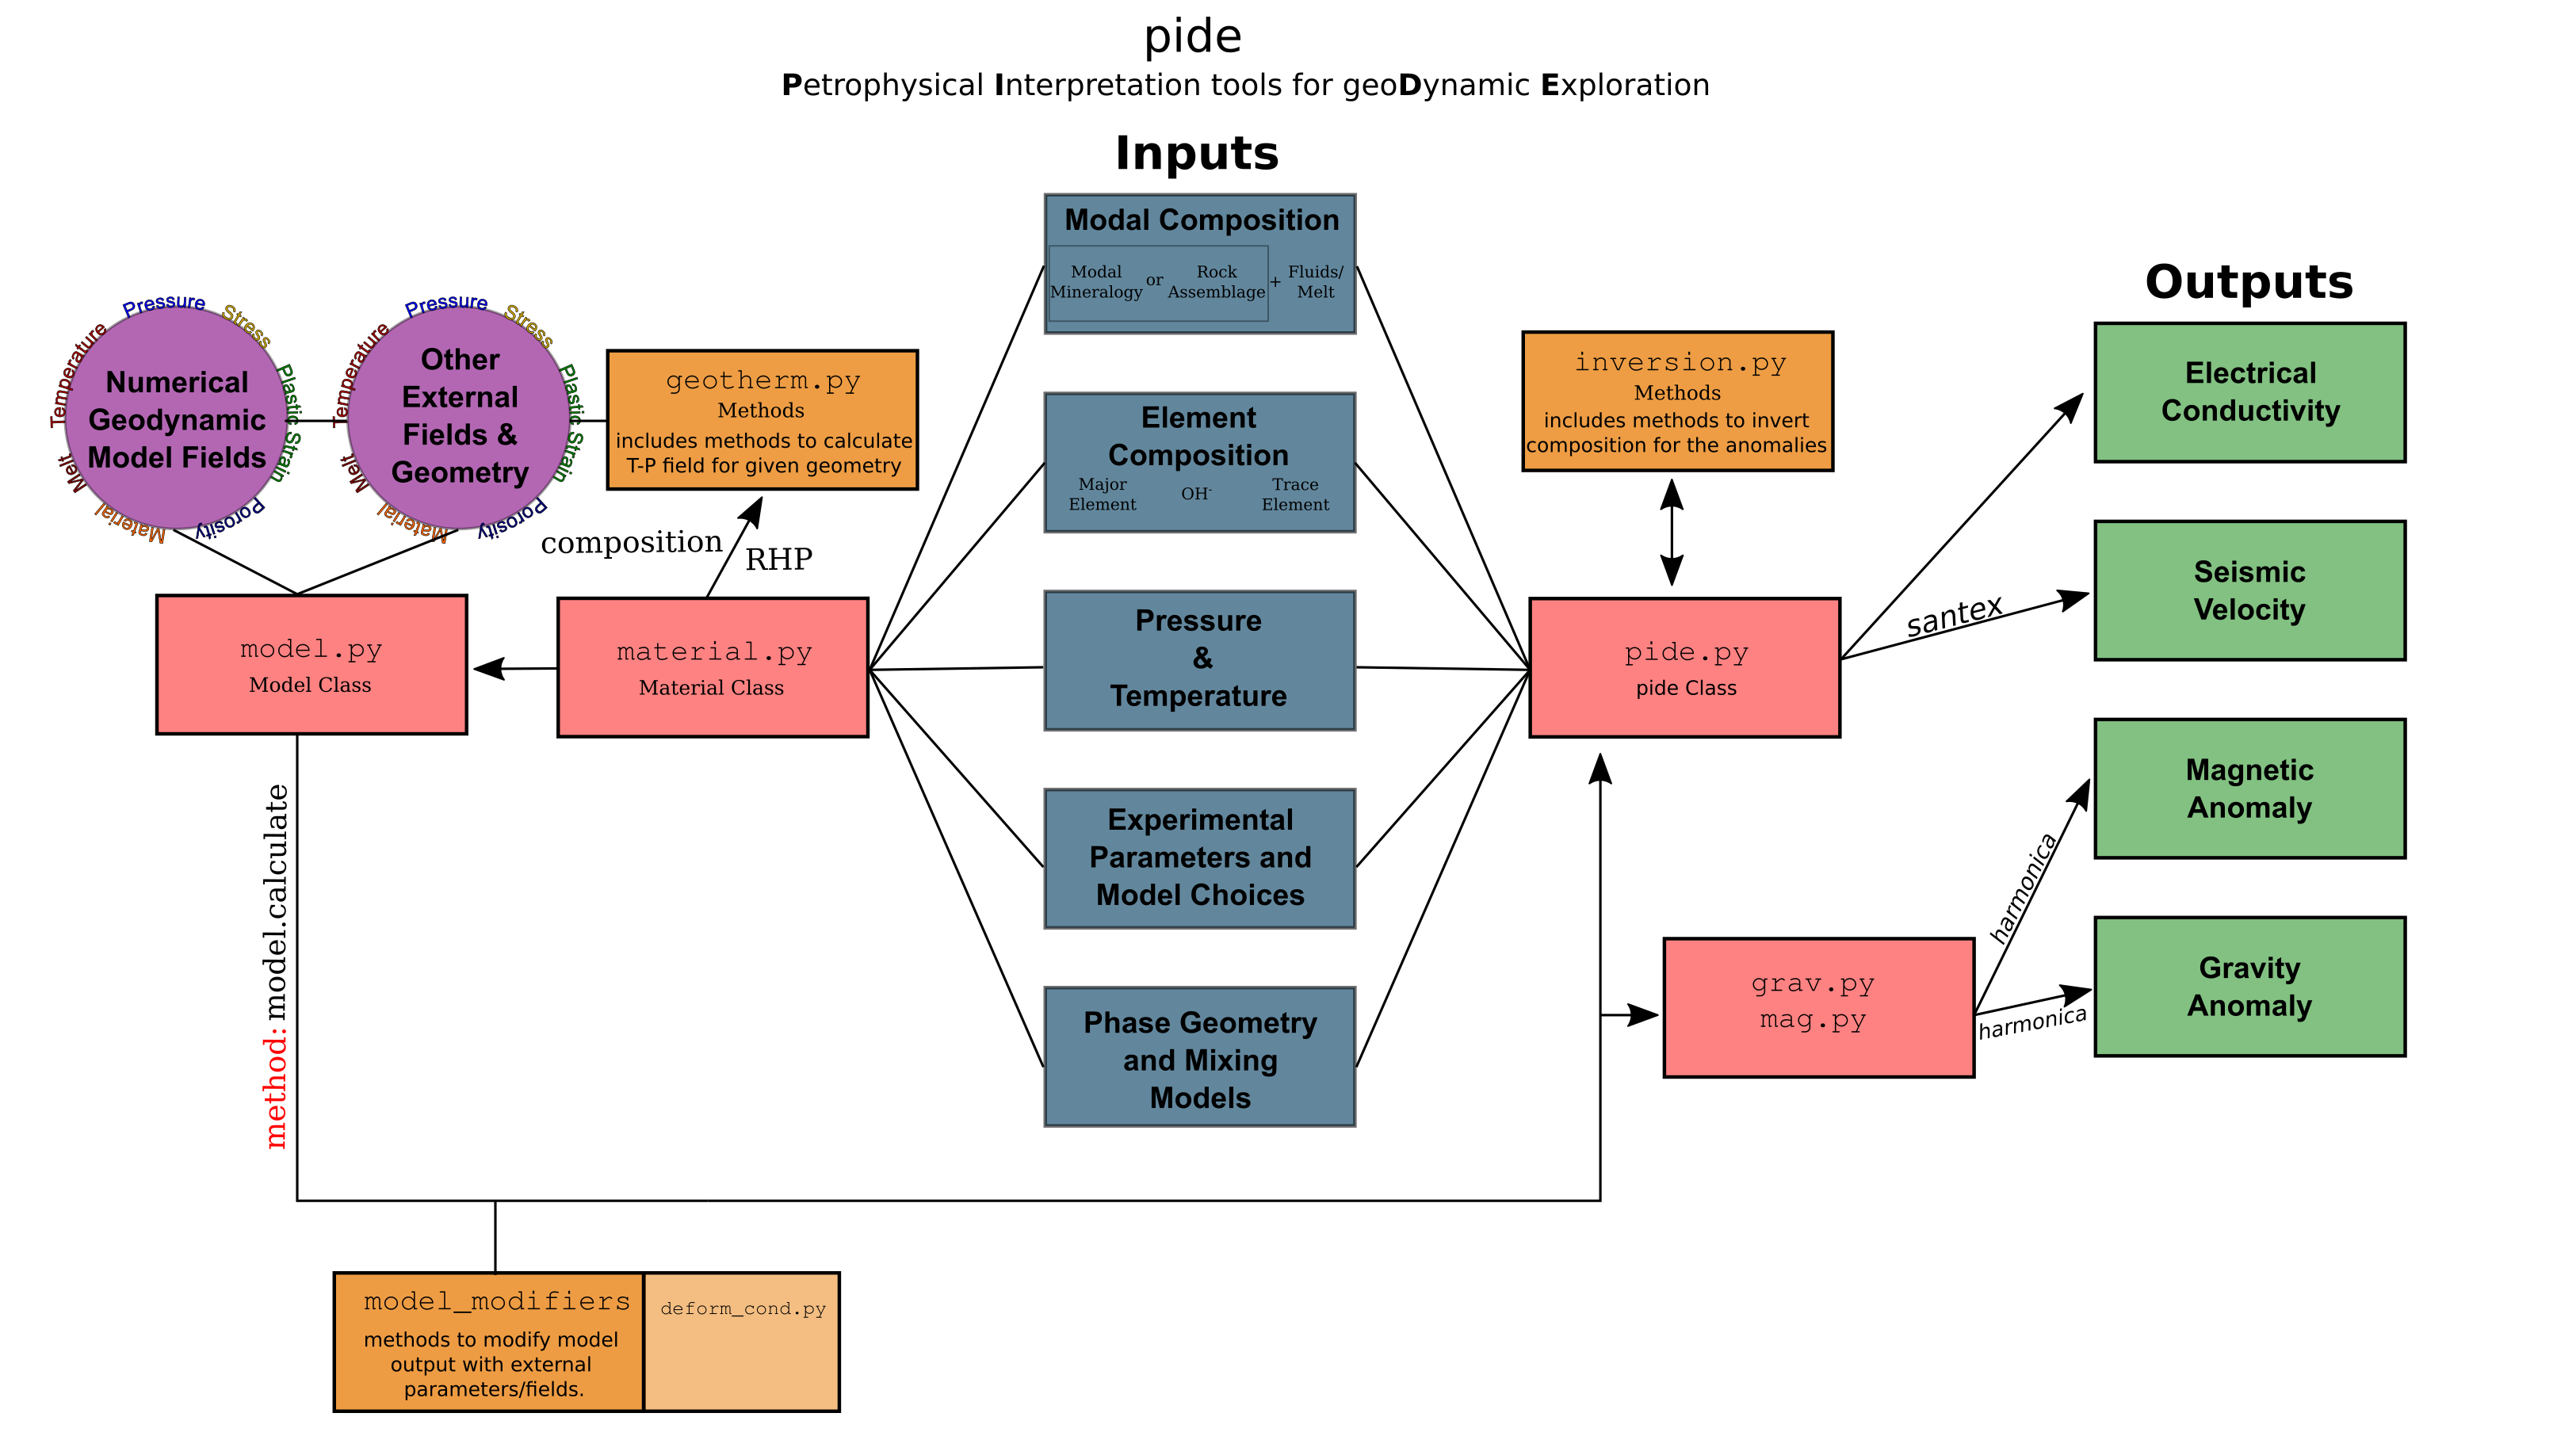 pide
Petrophysical Interpretation tools for geoDynamic Exploration
Inputs
Outputs
Pressure
Stress
Temperature
Plastic Strain
Melt
Material
Porosity
Numerical
Geodynamic
Model Fields
Pressure
Stress
Temperature
Plastic Strain
Melt
Material
Porosity
Other
External
Fields &
Geometry
geotherm.py
Methods
includes methods to calculate
T-P field for given geometry
composition
RHP
model.py
Model Class
material.py
Material Class
method: model.calculate
model_modifiers
methods to modify model
output with external
parameters/fields.
deform_cond.py
Modal Composition
Modal
Mineralogy
or
Rock
Assemblage
+
Fluids/
Melt
Element
Composition
Major
Element
OH-
Trace
Element
Pressure
&
Temperature
Experimental
Parameters and
Model Choices
Phase Geometry
and Mixing
Models
inversion.py
Methods
includes methods to invert
composition for the anomalies
pide.py
pide Class
santex
grav.py
mag.py
harmonica
harmonica
Electrical
Conductivity
Seismic
Velocity
Magnetic
Anomaly
Gravity
Anomaly